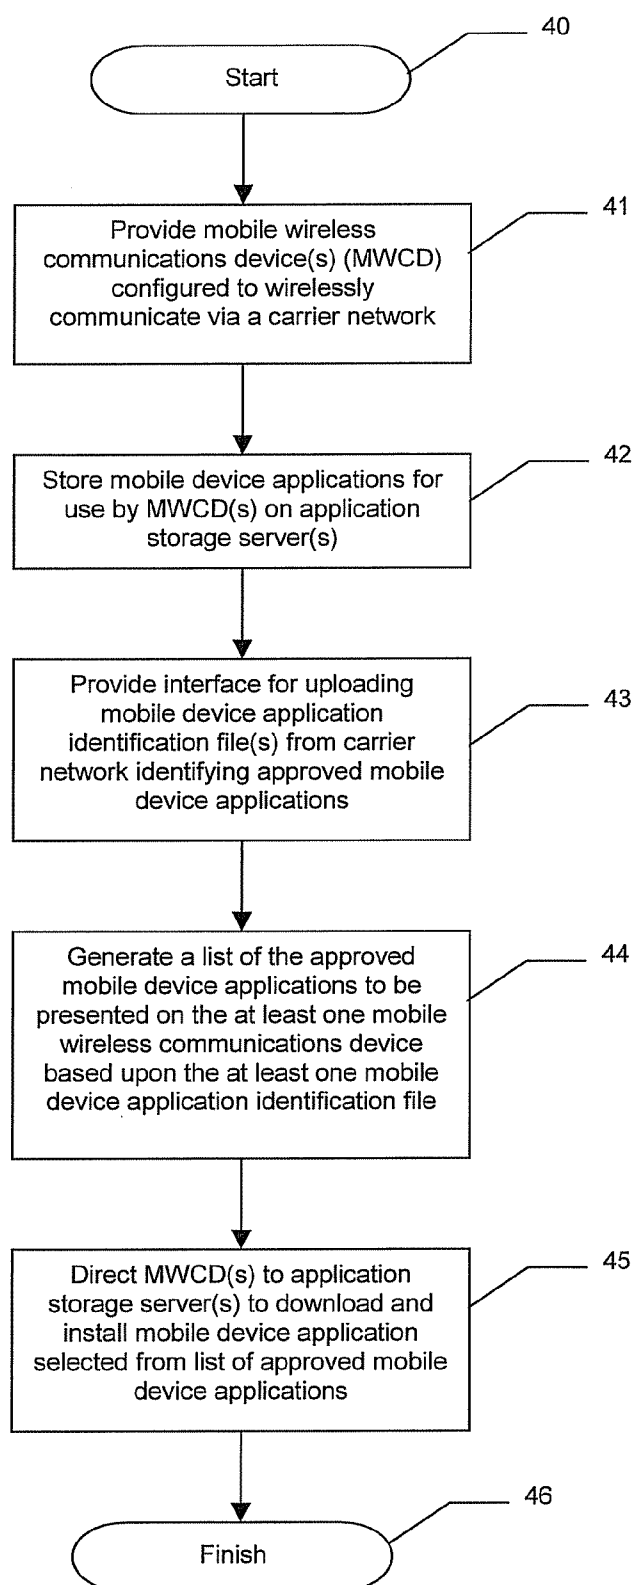 40
Start
41
Provide mobile wireless
communications device(s) (MWCD)
configured to wirelessly
communicate via a carrier network
42
Store mobile device applications for
use by MWCD(s) on application
storage server(s)
43
Provide interface for uploading
mobile device application
identification file(s) from carrier
network identifying approved mobile
device applications
44
Generate a list of the approved
mobile device applications to be
presented on the at least one mobile
wireless communications device
based upon the at least one mobile
device application identification file
45
Direct MWCD(s) to application
storage server(s) to download and
install mobile device application
selected from list of approved mobile
device applications
46
Finish